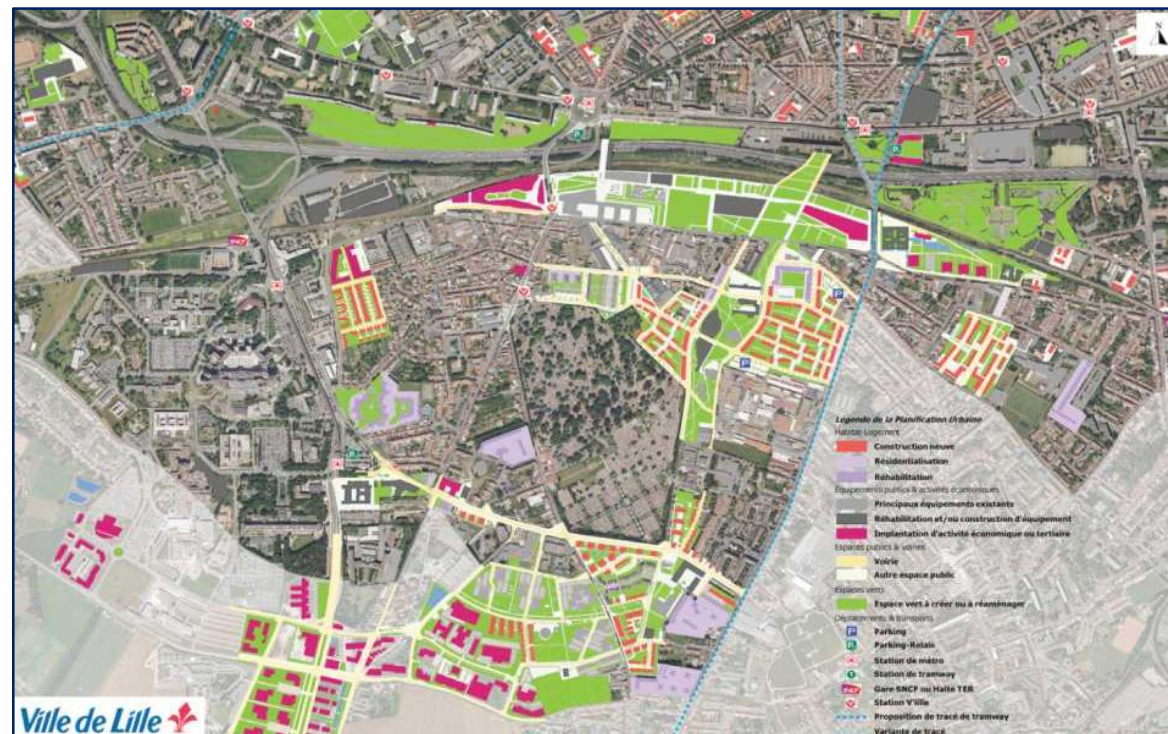 Légende de la Planification Urbaine
Habitat-Logement
Construction neuve
Résidentialisation
Réhabilitation
Equipements publics & activités économiques
Principaux équipements existants
Réhabilitation et/ou construction d'équipement
Implantation d'activité économique ou tertiaire
Espaces publics & voiries
Voirie
Autre espace public
Espaces verts
Espace vert à créer ou à réaménager
Déplacements & transports
P Parking
P Parking-Relais
Station de métro
T Station de tramway
SNCF Gare SNCF ou Halte TER
Station V'lille
Proposition de tracé de tramway
Variante de tracé
Ville de Lille